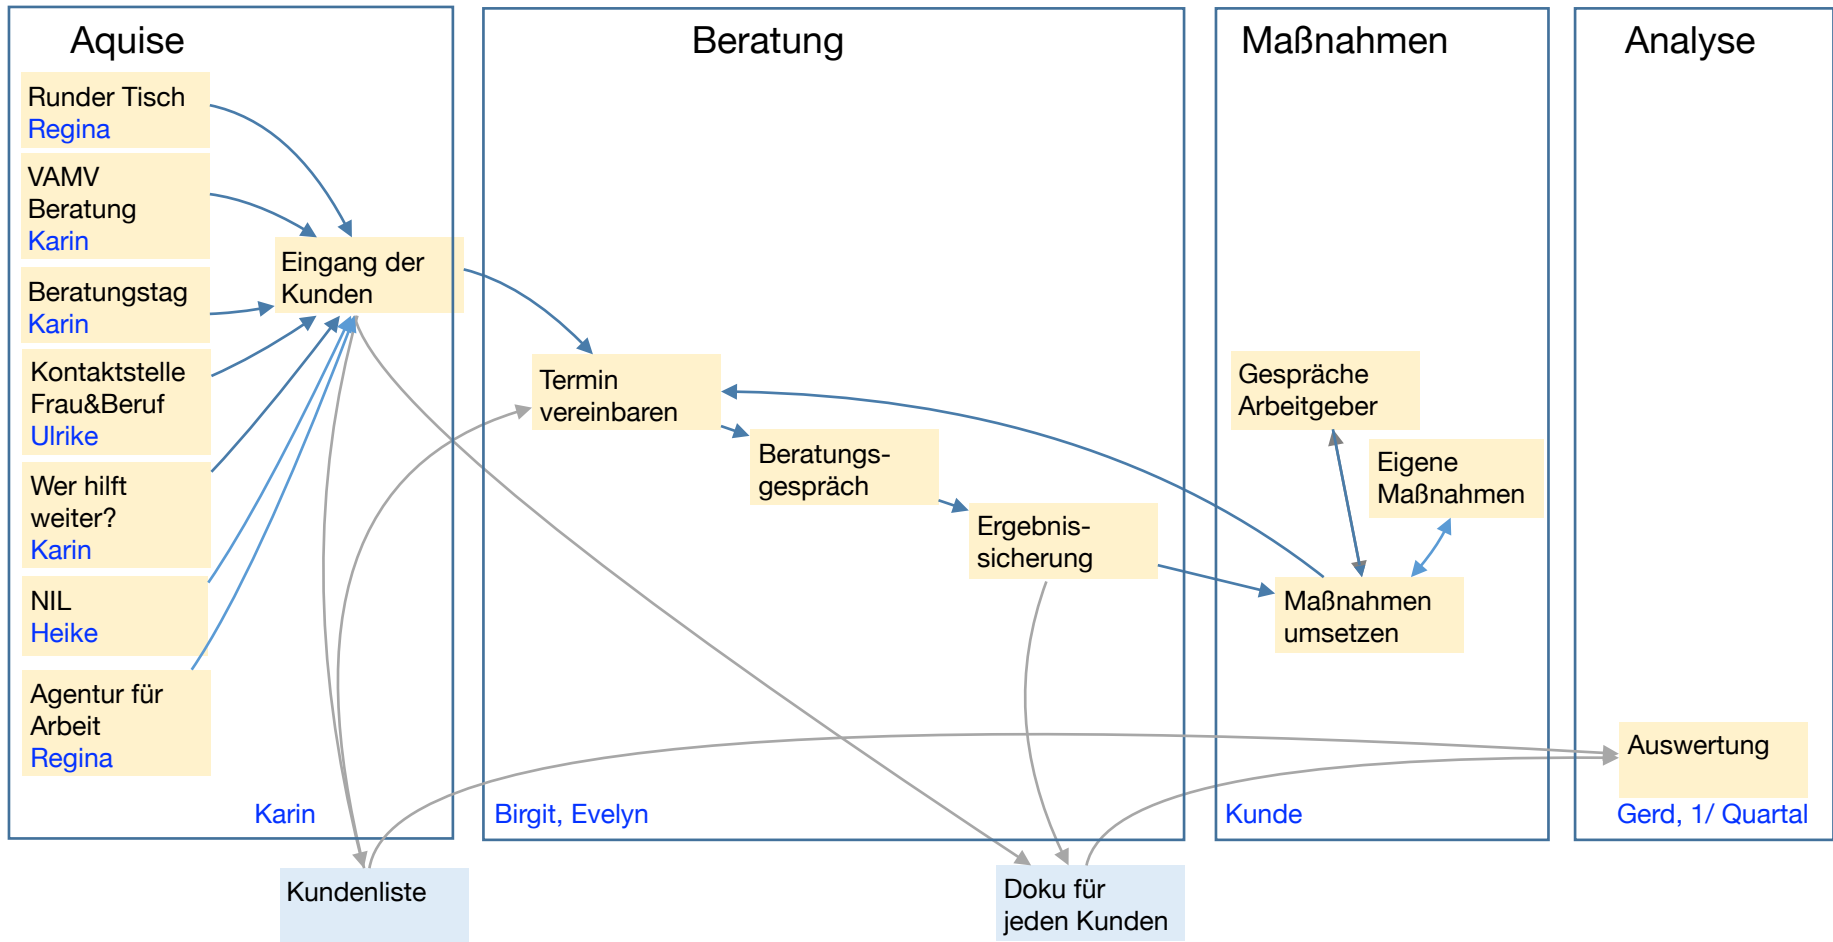 Aquise
Runder Tisch
Regina
VAMV
Beratung
Karin
Beratungstag
Karin
Kontaktstelle
Frau&Beruf
Ulrike
Wer hilft
weiter?
Karin
NIL
Heike
Agentur für
Arbeit
Regina
Eingang der
Kunden
Karin
Beratung
Termin
vereinbaren
Beratungs-
gespräch
Ergebnis-
sicherung
Birgit, Evelyn
Maßnahmen
Gespräche
Arbeitgeber
Eigene
Maßnahmen
Maßnahmen
umsetzen
Kunde
Analyse
Auswertung
Gerd, 1/ Quartal
Kundenliste
Doku für
jeden Kunden